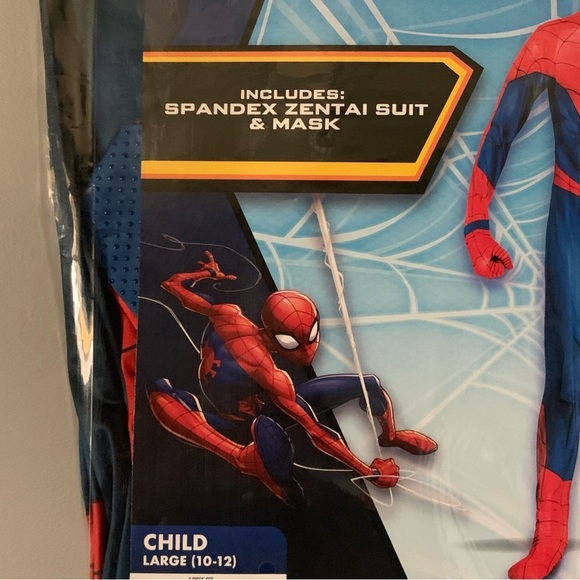 INCLUDES:
SPANDEX ZENTAI SUIT
& MASK
CHILD
LARGE (10-12)